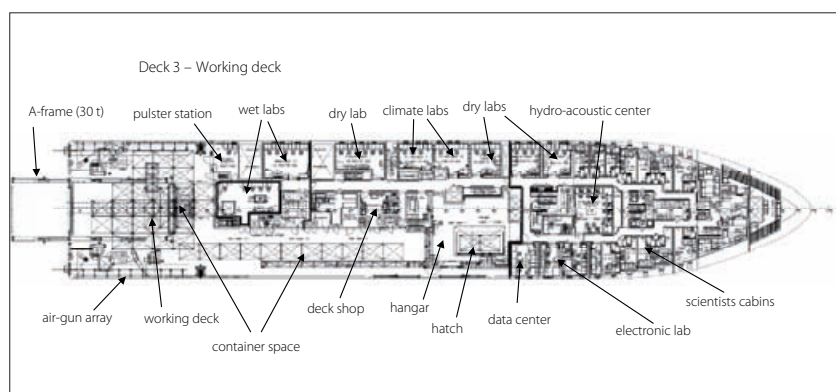 Deck 3 – Working deck
A-frame (30 t)
pulster station
wet labs
dry lab
climate labs
dry labs
hydro-acoustic center
air-gun array
working deck
container space
deck shop
hangar
hatch
data center
electronic lab
scientists cabins